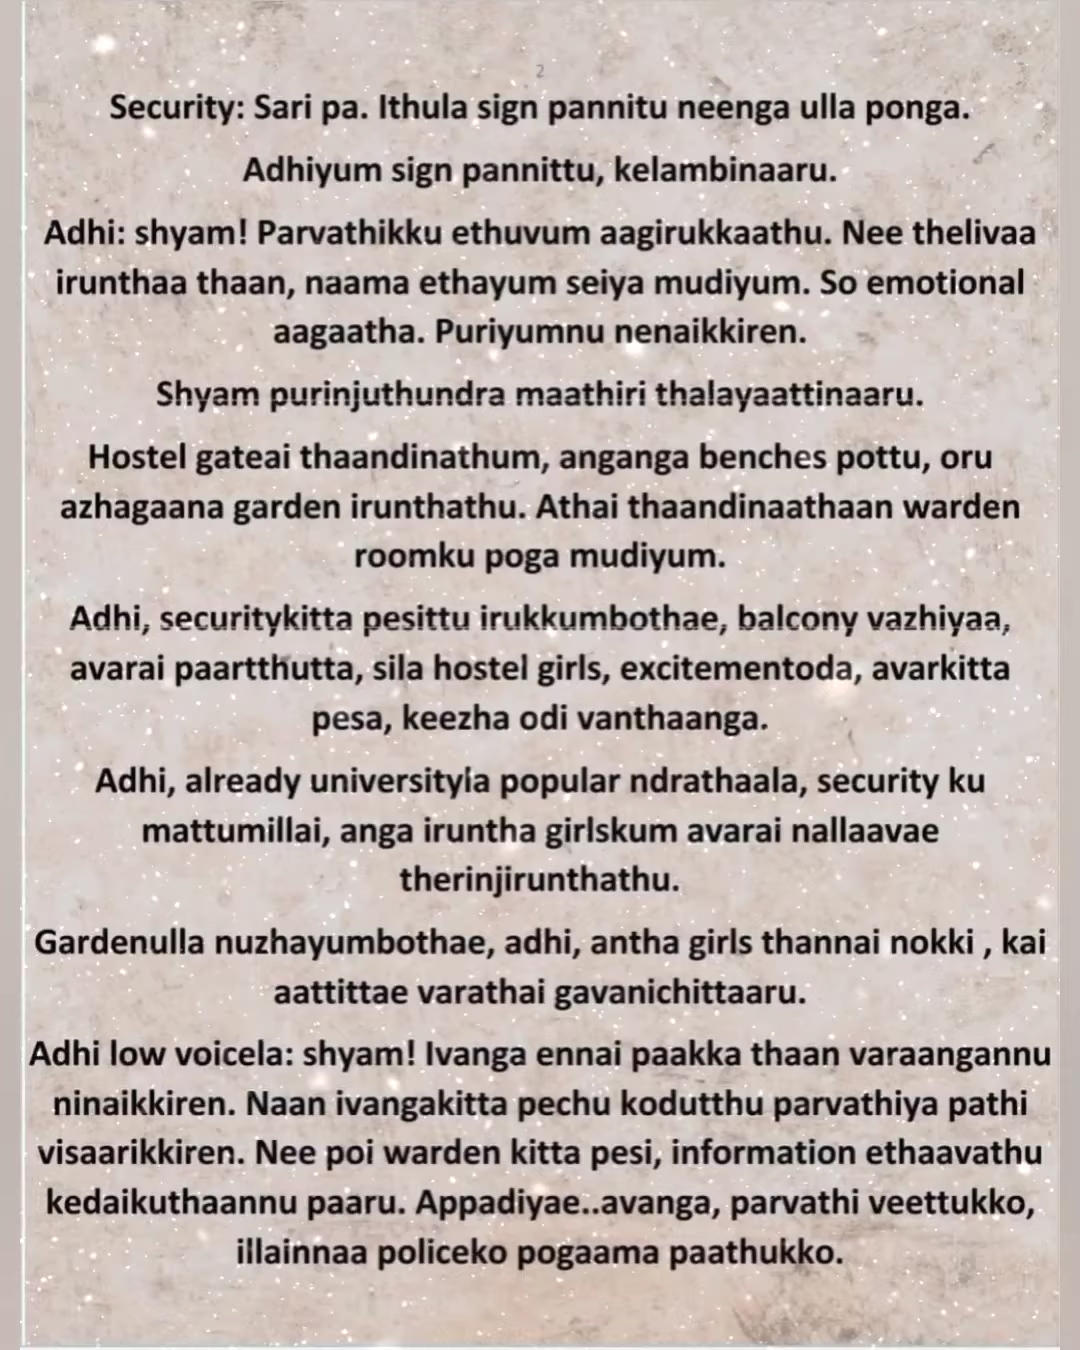 2
Security: Sari pa. Ithula sign pannitu neenga ulla ponga.
Adhiyum sign pannittu, kelambinaaru.
Adhi: shyam! Parvathikku ethuvum aagirukkaathu. Nee thelivaa
irunthaa thaan, naama ethayum seiya mudiyum. So emotional
aagaatha. Puriyumnu nenaikkiren.
Shyam purinjuthundra maathiri thalayaattinaaru.
Hostel gateai thaandinathum, anganga benches pottu, oru
azhagaana garden irunthathu. Athai thaandinaathaan warden
roomku poga mudiyum.
Adhi, securitykitta pesittu irukkumbothae, balcony vazhiyaa,
avarai paartthutta, sila hostel girls, excitementoda, avarkitta
pesa, keezha odi vanthaanga.
Adhi, already universityla popular ndrathaala, security ku
mattumillai, anga iruntha girlskum avarai nallaavae
therinjirunthathu.
Gardenulla nuzhayumbothae, adhi, antha girls thannai nokki , kai
aattittae varathai gavanichittaaru.
Adhi low voicela: shyam! Ivanga ennai paakka thaan varaangannu
ninaikkiren. Naan ivangakitta pechu kodutthu parvathiya pathi
visaarikkiren. Nee poi warden kitta pesi, information ethaavathu
kedaikuthaannu paaru. Appadiyae..avanga, parvathi veettukko,
illainnaa policeko pogaama paathukko.